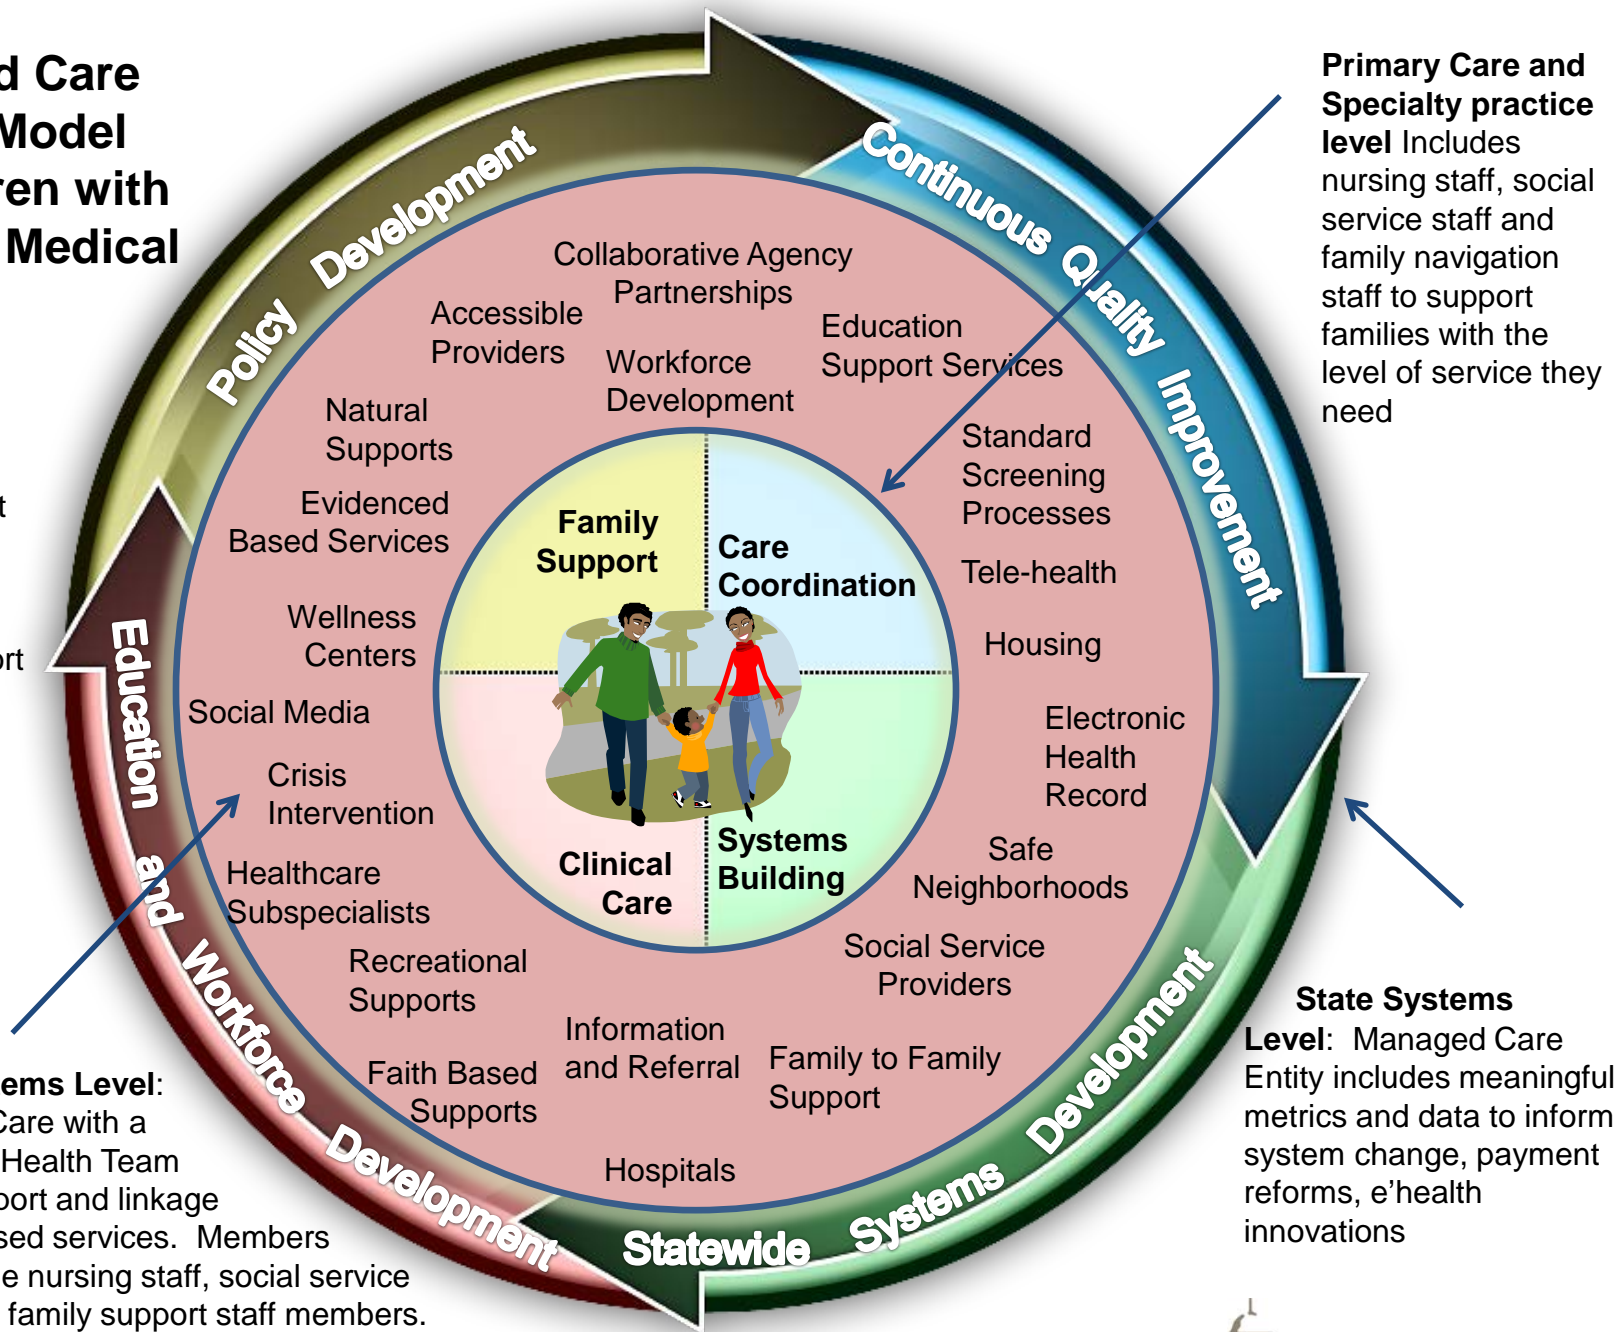 d Care
Model
ren with
Medical
t
ort
Primary Care and
Specialty practice
level Includes
nursing staff, social
service staff and
family navigation
staff to support
families with the
level of service they
need
Policy Development
Continuous Quality Improvement
Education and Workforce Development
Statewide Systems Development
Collaborative Agency
Partnerships
Accessible
Providers
Workforce
Development
Education
Support Services
Natural
Supports
Standard
Screening
Processes
Evidenced
Based Services
Tele-health
Wellness
Centers
Housing
Social Media
Electronic
Health
Record
Crisis
Intervention
Safe
Neighborhoods
Healthcare
Subspecialists
Social Service
Providers
Recreational
Supports
Information
and Referral
Family to Family
Support
Faith Based
Supports
Hospitals
Family
Support
Care
Coordination
Clinical
Care
Systems
Building
State Systems
Level: Managed Care
Entity includes meaningful
metrics and data to inform
system change, payment
reforms, e'health
innovations
ems Level:
Care with a
Health Team
port and linkage
sed services. Members
e nursing staff, social service
family support staff members.